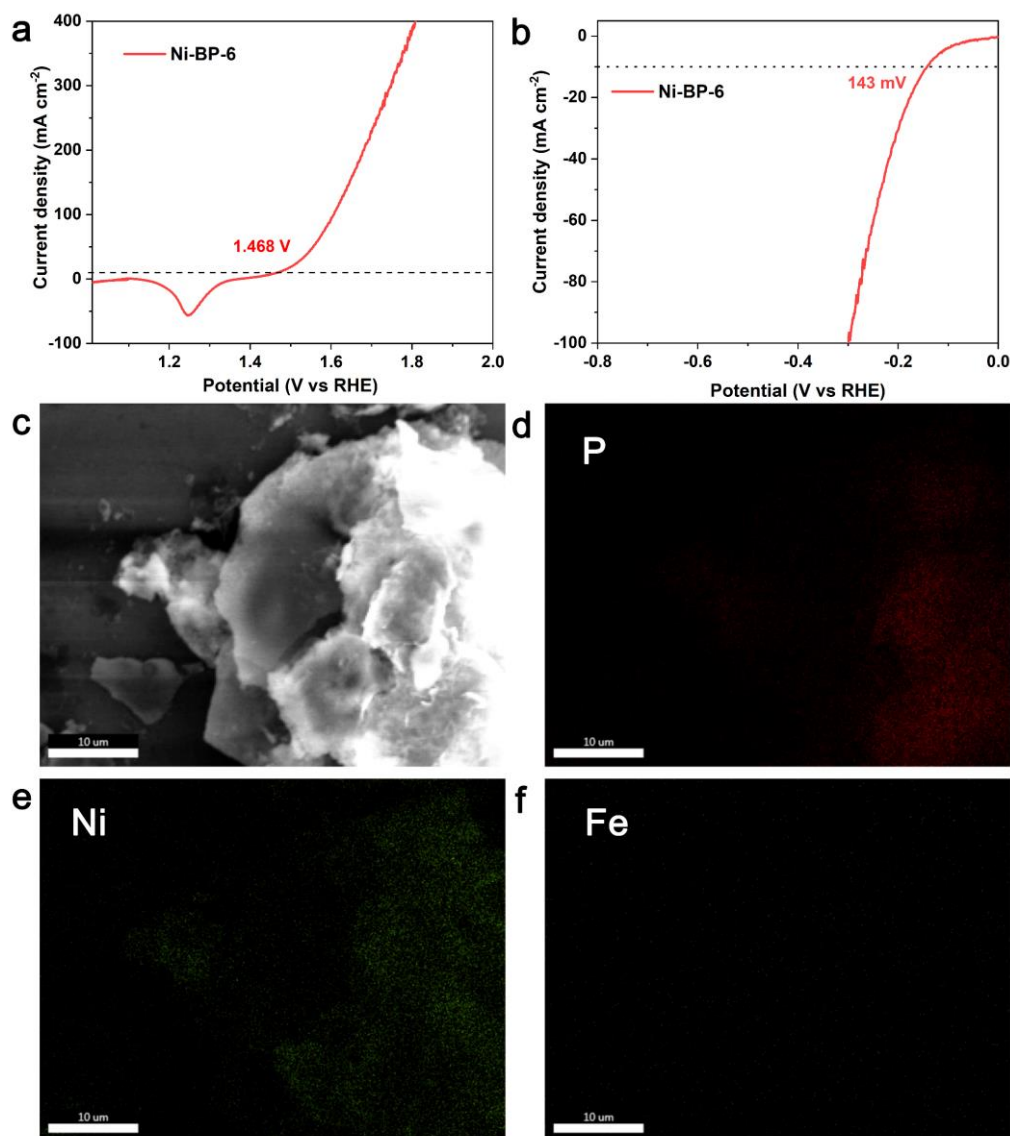 a
400
300
200
100
0
-100
Current density (mA cm⁻²)
Ni-BP-6
1.468 V
1.2
1.4
1.6
1.8
2.0
Potential (V vs RHE)
b
0
-20
-40
-60
-80
-100
Current density (mA cm⁻²)
143 mV
Ni-BP-6
-0.8
-0.6
-0.4
-0.2
0.0
Potential (V vs RHE)
c
10 um
d
P
10 um
e
Ni
10 um
f
Fe
10 um